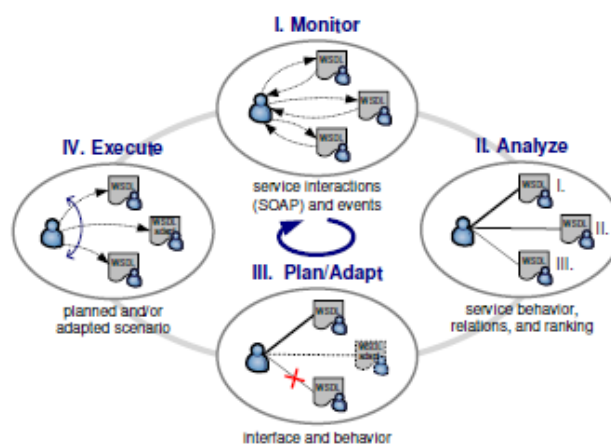 I. Monitor
WSDL
WSDL
WSDL
service interactions
(SOAP) and events
II. Analyze
WSDL
I.
WSDL
II.
WSDL
III.
service behavior,
relations, and ranking
III. Plan/Adapt
WSDL
WSDL
adapt
WSDL
interface and behavior
IV. Execute
WSDL
WSDL
adapt
WSDL
planned and/or
adapted scenario